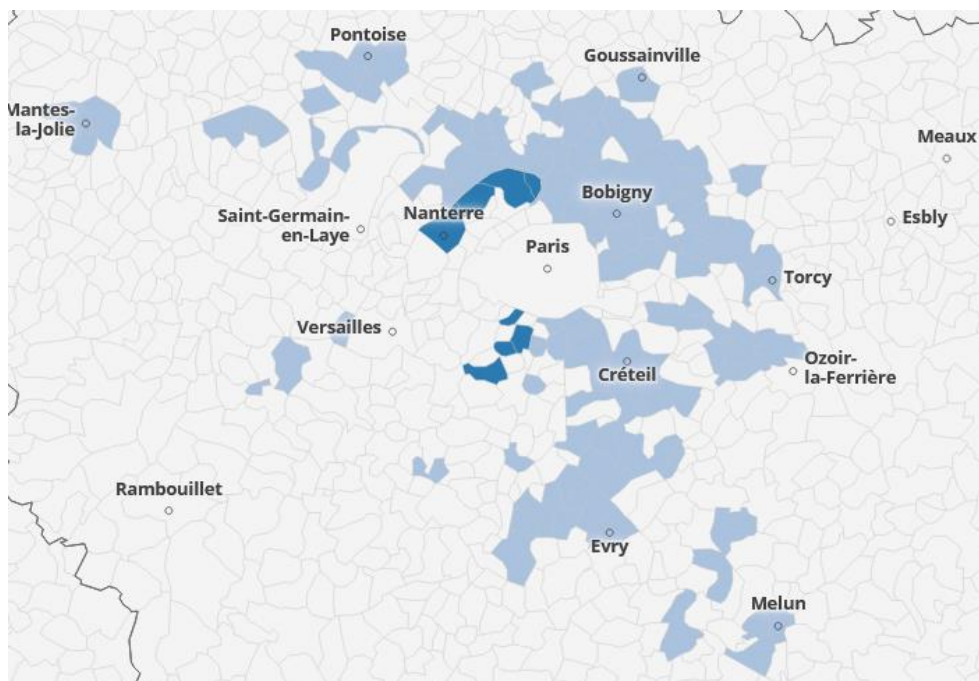 Pontoise
Goussainville
Mantes-
la-Jolie
Meaux
Bobigny
Saint-Germain-
en-Laye
Nanterre
Esbly
Paris
Torcy
Versailles
Ozoir-
la-Ferrière
Créteil
Rambouillet
Evry
Melun